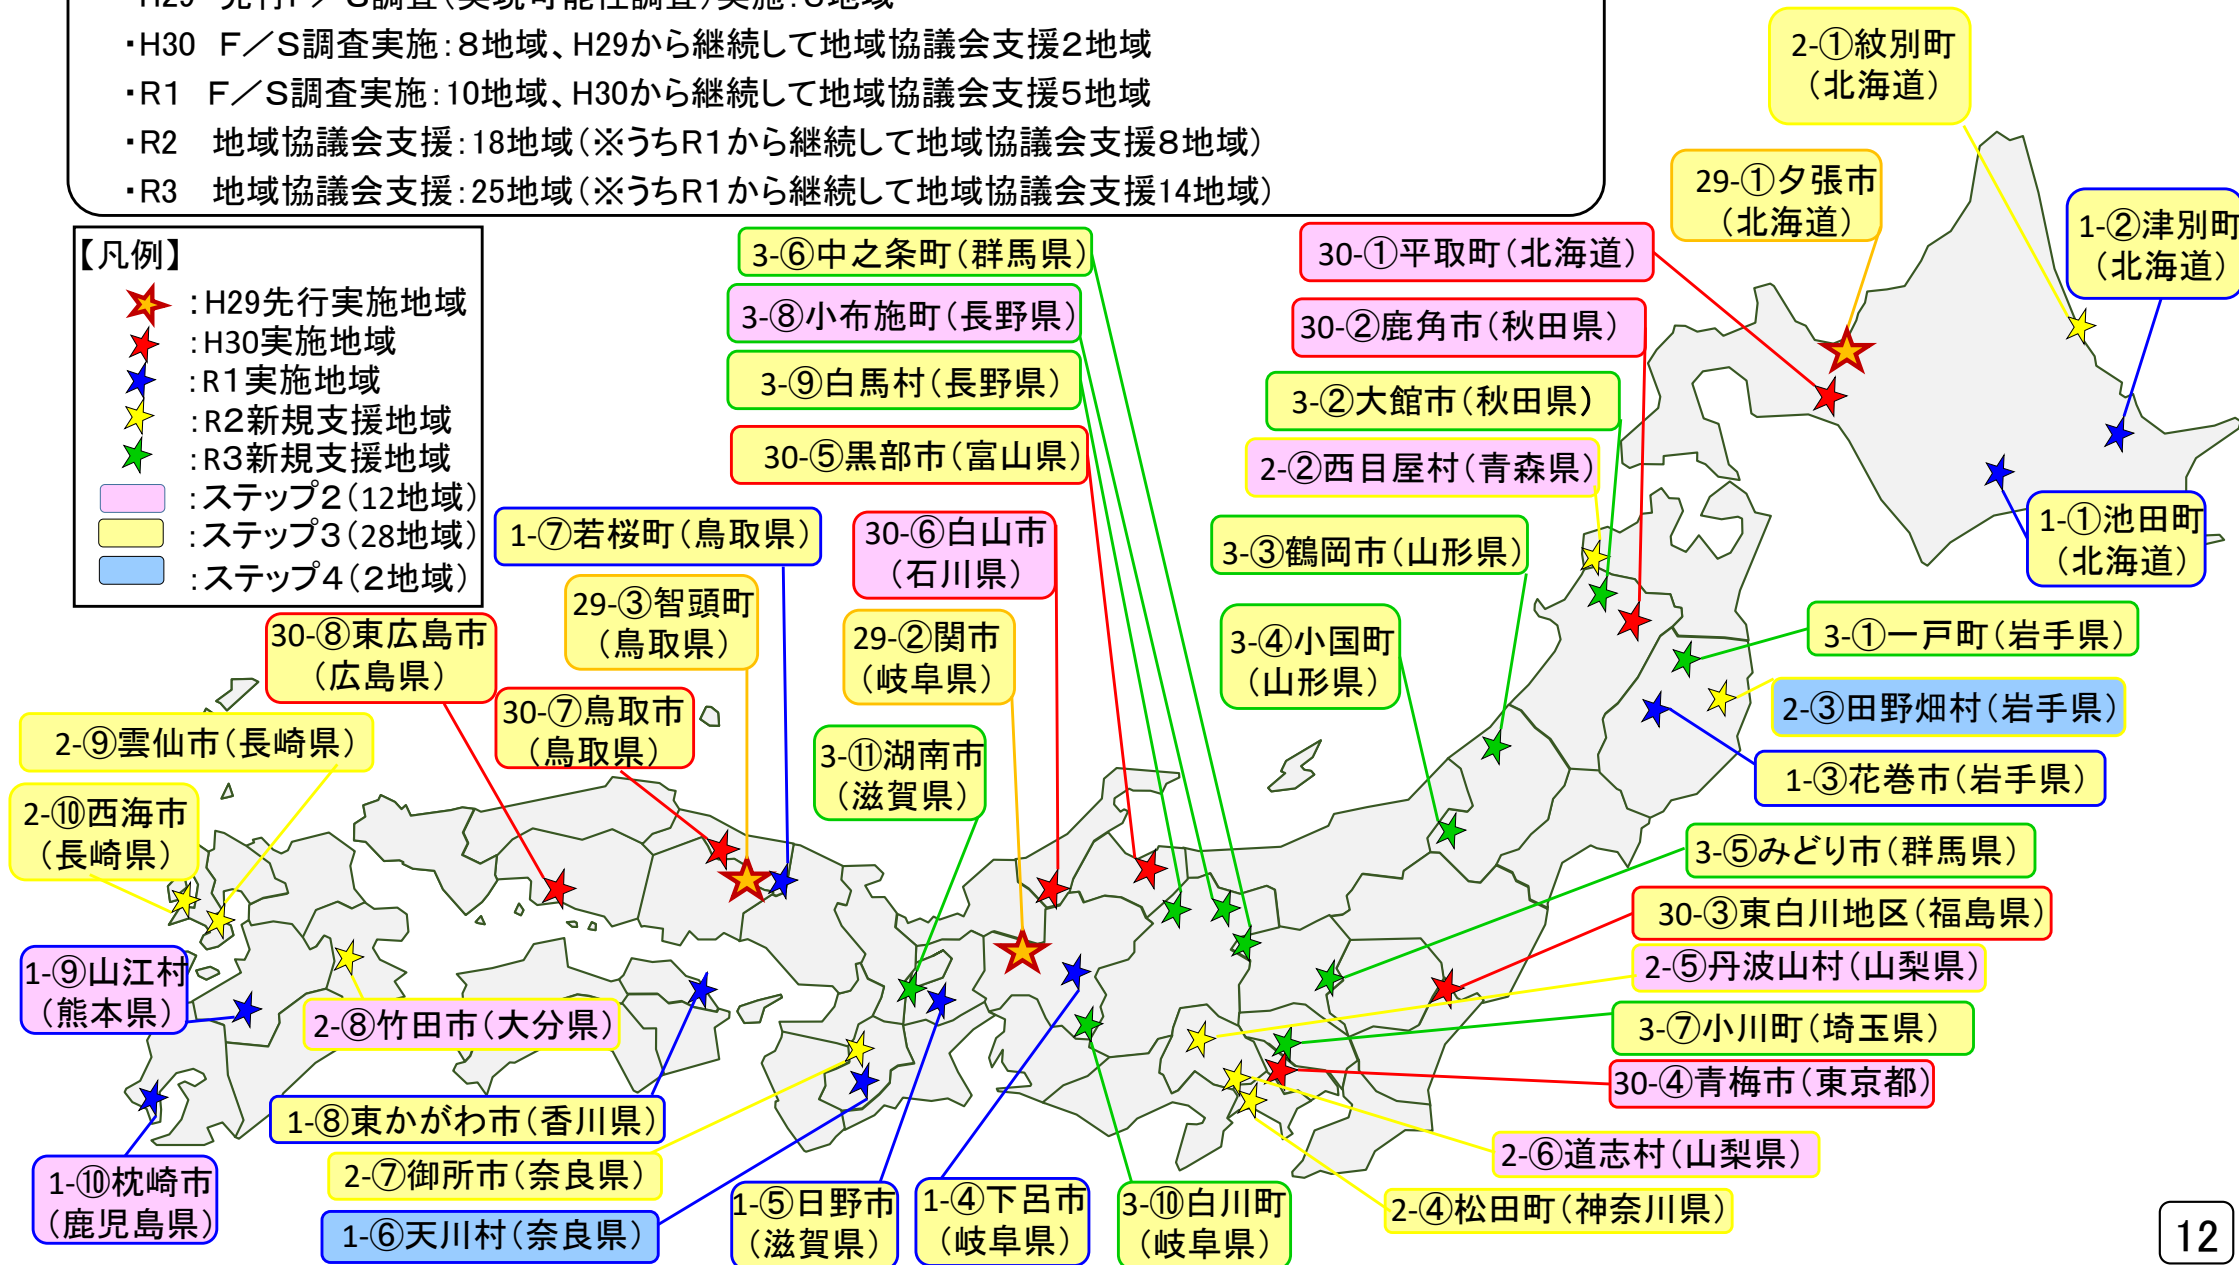 ・H30　F／S調査実施：８地域、H29から継続して地域協議会支援２地域
・R１　F／S調査実施：10地域、H30から継続して地域協議会支援５地域
・R２　地域協議会支援：18地域（※うちR１から継続して地域協議会支援８地域）
・R３　地域協議会支援：25地域（※うちR１から継続して地域協議会支援14地域）
【凡例】
：H29先行実施地域
：H30実施地域
：R１実施地域
：R２新規支援地域
：R３新規支援地域
：ステップ２（12地域）
：ステップ３（28地域）
：ステップ４（２地域）
2-①紋別町
（北海道）
29-①夕張市
（北海道）
1-②津別町
（北海道）
30-①平取町（北海道）
3-⑥中之条町（群馬県）
3-⑧小布施町（長野県）
30-②鹿角市（秋田県）
3-⑨白馬村（長野県）
3-②大館市（秋田県）
30-⑤黒部市（富山県）
2-②西目屋村（青森県）
1-①池田町
（北海道）
1-⑦若桜町（鳥取県）
30-⑥白山市
（石川県）
3-③鶴岡市（山形県）
29-③智頭町
（鳥取県）
29-②関市
（岐阜県）
3-④小国町
（山形県）
3-①一戸町（岩手県）
30-⑧東広島市
（広島県）
30-⑦鳥取市
（鳥取県）
2-③田野畑村（岩手県）
2-⑨雲仙市（長崎県）
3-⑪湖南市
（滋賀県）
1-③花巻市（岩手県）
2-⑩西海市
（長崎県）
3-⑤みどり市（群馬県）
30-③東白川地区（福島県）
2-⑤丹波山村（山梨県）
1-⑨山江村
（熊本県）
2-⑧竹田市（大分県）
3-⑦小川町（埼玉県）
30-④青梅市（東京都）
1-⑧東かがわ市（香川県）
2-⑥道志村（山梨県）
2-⑦御所市（奈良県）
1-⑩枕崎市
（鹿児島県）
1-⑥天川村（奈良県）
1-⑤日野市
（滋賀県）
1-④下呂市
（岐阜県）
3-⑩白川町
（岐阜県）
2-④松田町（神奈川県）
12